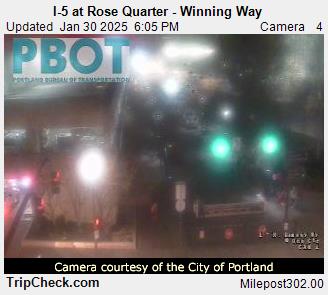 I-5 at Rose Quarter - Winning Way
Updated Jan 30 2025 6:05 PM Camera 4
PBOT
PORTLAND BUREAU OF TRANSPORTATION
Camera courtesy of the City of Portland
TripCheck.com Milepost302.00